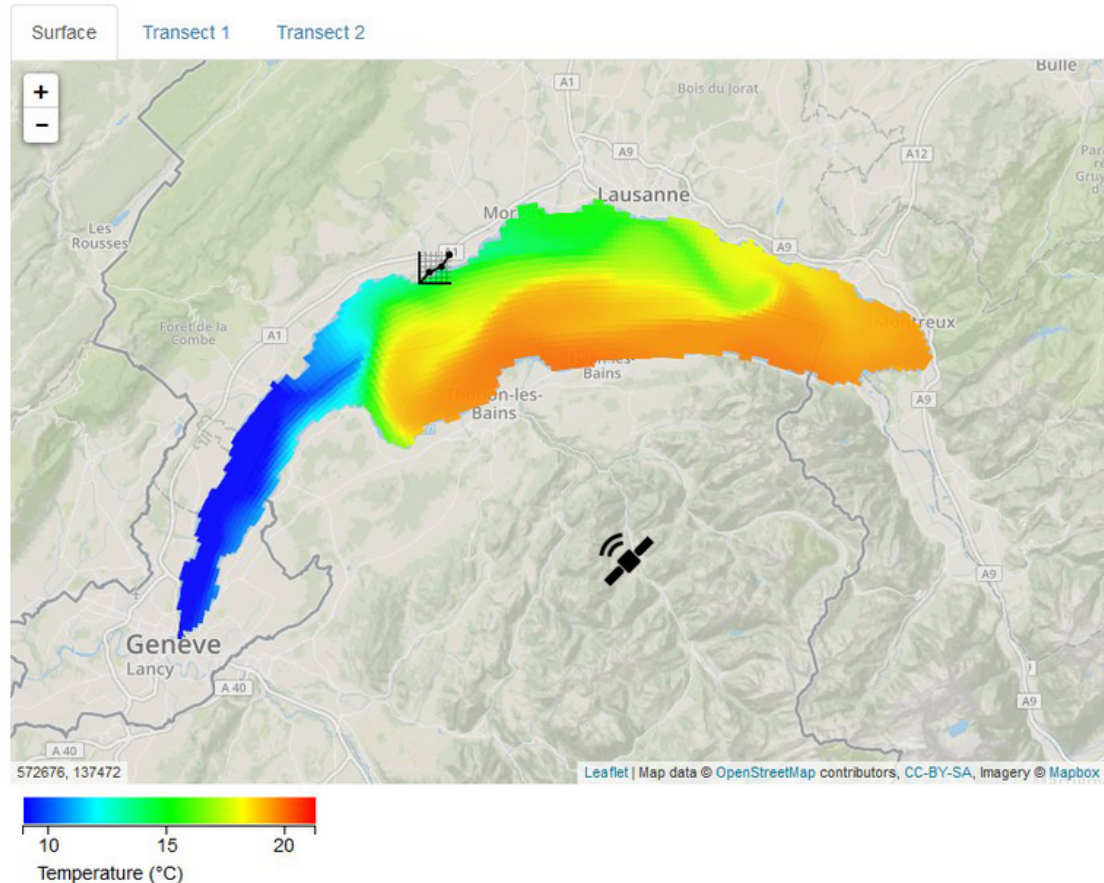 Surface Transect 1 Transect 2
Bulle
+
A1
Bois du Jorat
−
A9
A12
Lausanne
Les
Rousses
A1
A9
Forêt de la
Combe
A1
Montreux
Bains
Bains
A9
A9
Genève
Lancy
A 40
A9
A 40
572676, 137472
Leaflet | Map data © OpenStreetMap contributors, CC-BY-SA, Imagery © Mapbox
10 15 20
Temperature (°C)